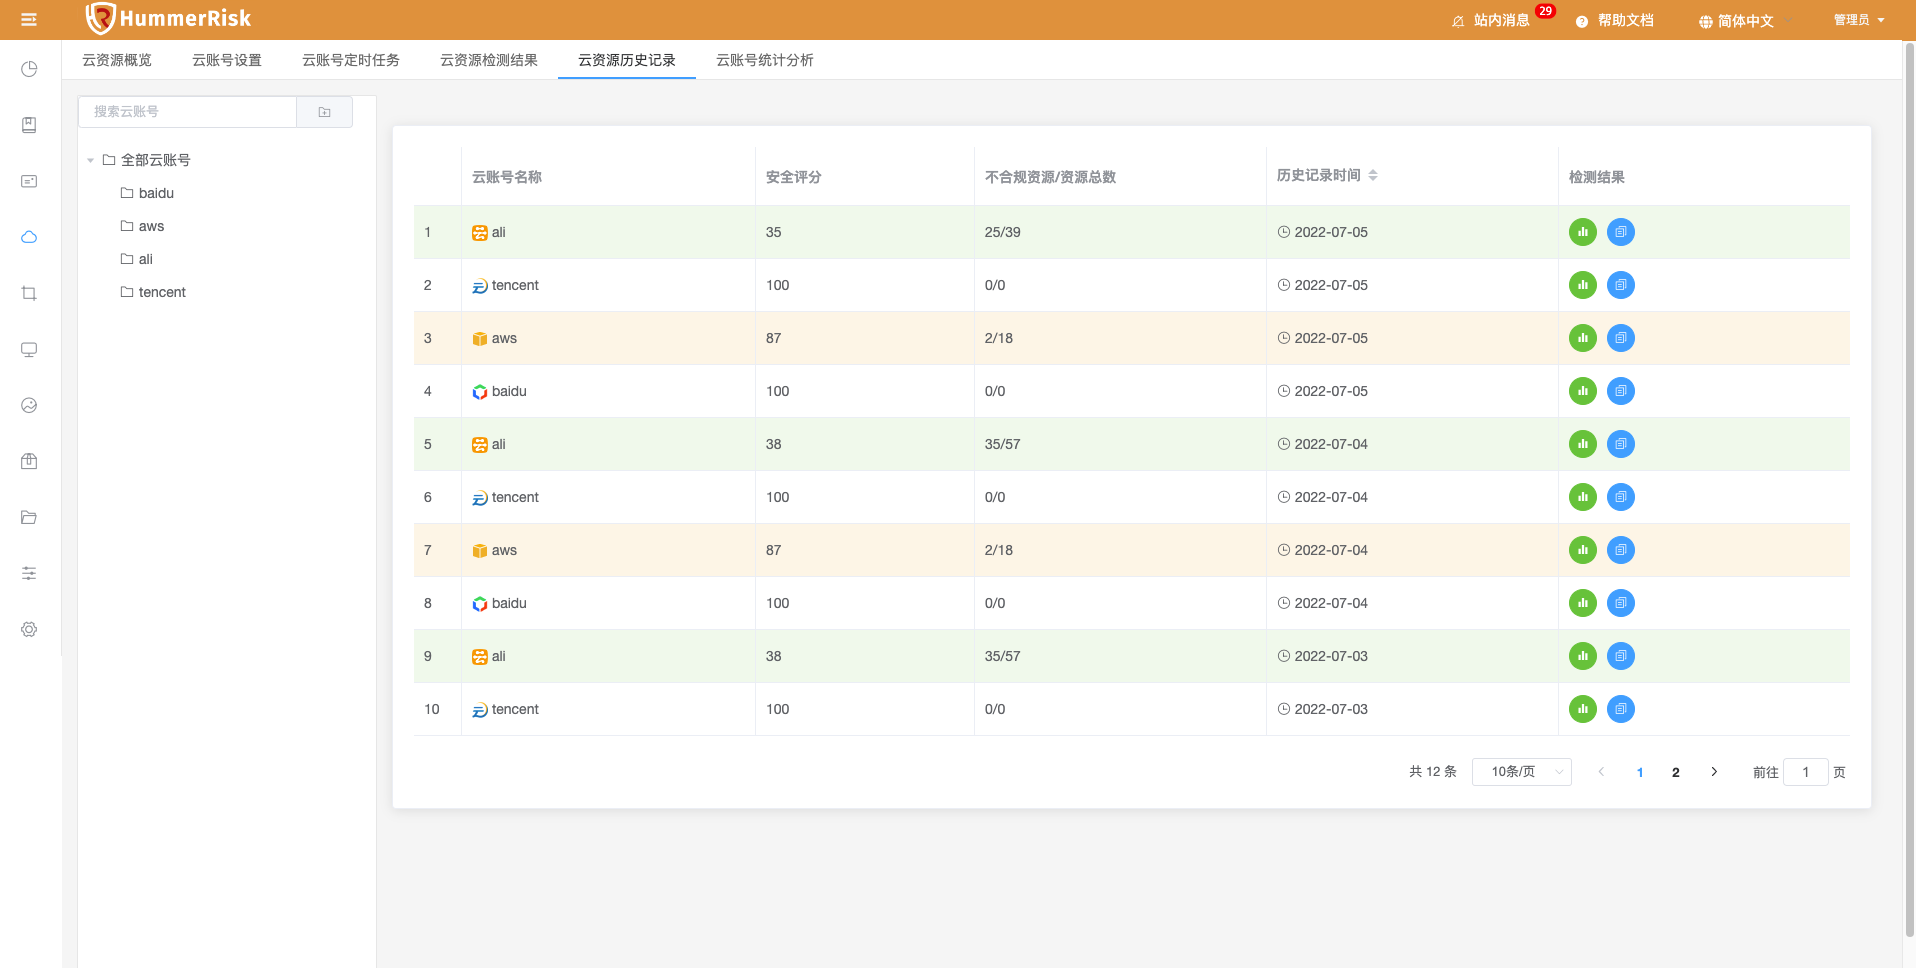 HummerRisk
站内消息 29 帮助文档 简体中文 管理员
云资源概览 云账号设置 云账号定时任务 云资源检测结果 云资源历史记录 云账号统计分析
搜索云账号
全部云账号
baidu
aws
ali
tencent
云账号名称 安全评分 不合规资源/资源总数 历史记录时间 检测结果
1 ali 35 25/39 2022-07-05
2 tencent 100 0/0 2022-07-05
3 aws 87 2/18 2022-07-05
4 baidu 100 0/0 2022-07-05
5 ali 38 35/57 2022-07-04
6 tencent 100 0/0 2022-07-04
7 aws 87 2/18 2022-07-04
8 baidu 100 0/0 2022-07-04
9 ali 38 35/57 2022-07-03
10 tencent 100 0/0 2022-07-03
共 12 条 10条/页 1 2 前往 1 页